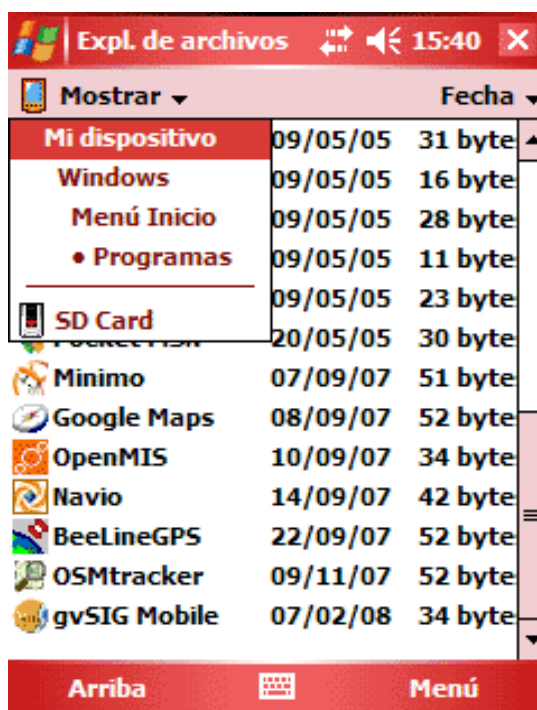 Expl. de archivos 15:40
Mostrar Fecha
Mi dispositivo 09/05/05 31 byte
Windows 09/05/05 16 byte
Menú Inicio 09/05/05 28 byte
• Programas 09/05/05 11 byte
09/05/05 23 byte
SD Card
20/05/05 30 byte
Minimo 07/09/07 51 byte
Google Maps 08/09/07 52 byte
OpenMIS 10/09/07 34 byte
Navio 14/09/07 42 byte
BeeLineGPS 22/09/07 52 byte
OSMtracker 09/11/07 52 byte
gvSIG Mobile 07/02/08 34 byte
Arriba Menú